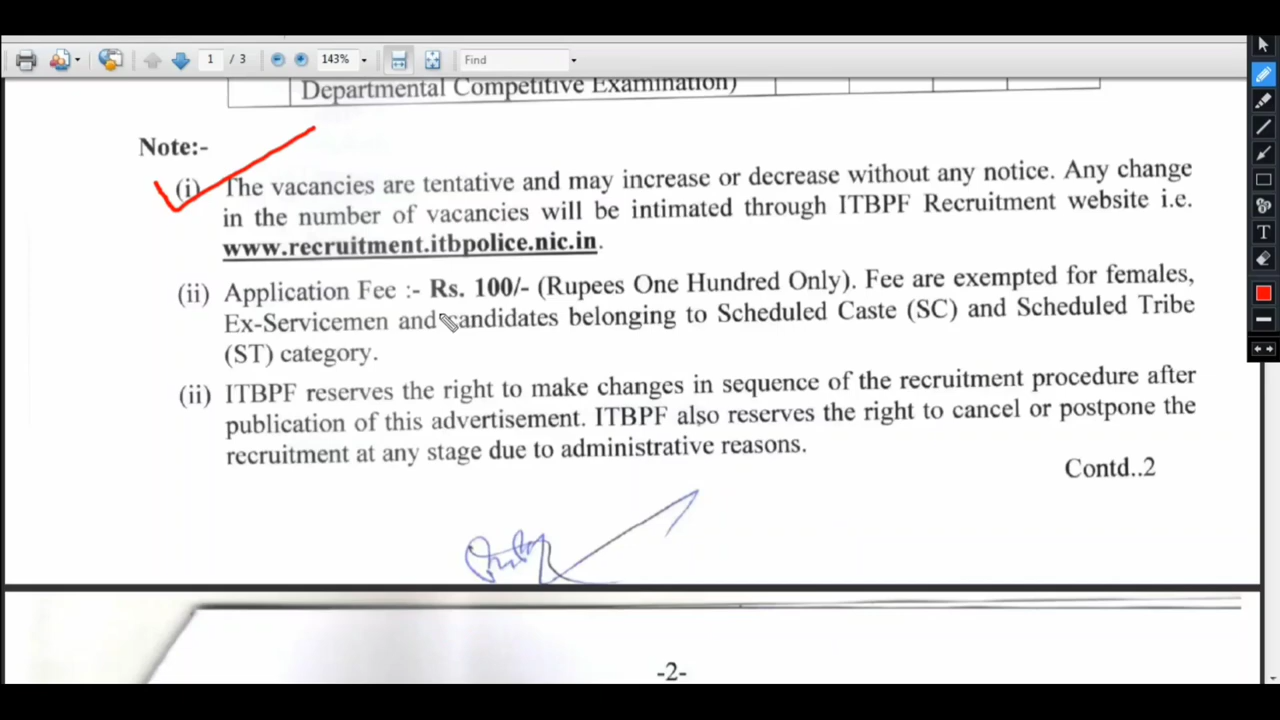 1 / 3 143% Find
Departmental Competitive Examination)
Note:-
(i) The vacancies are tentative and may increase or decrease without any notice. Any change
in the number of vacancies will be intimated through ITBPF Recruitment website i.e.
www.recruitment.itbpolice.nic.in.
(ii) Application Fee :- Rs. 100/- (Rupees One Hundred Only). Fee are exempted for females,
Ex-Servicemen and candidates belonging to Scheduled Caste (SC) and Scheduled Tribe
(ST) category.
(ii) ITBPF reserves the right to make changes in sequence of the recruitment procedure after
publication of this advertisement. ITBPF also reserves the right to cancel or postpone the
recruitment at any stage due to administrative reasons.
Contd..2
-2-